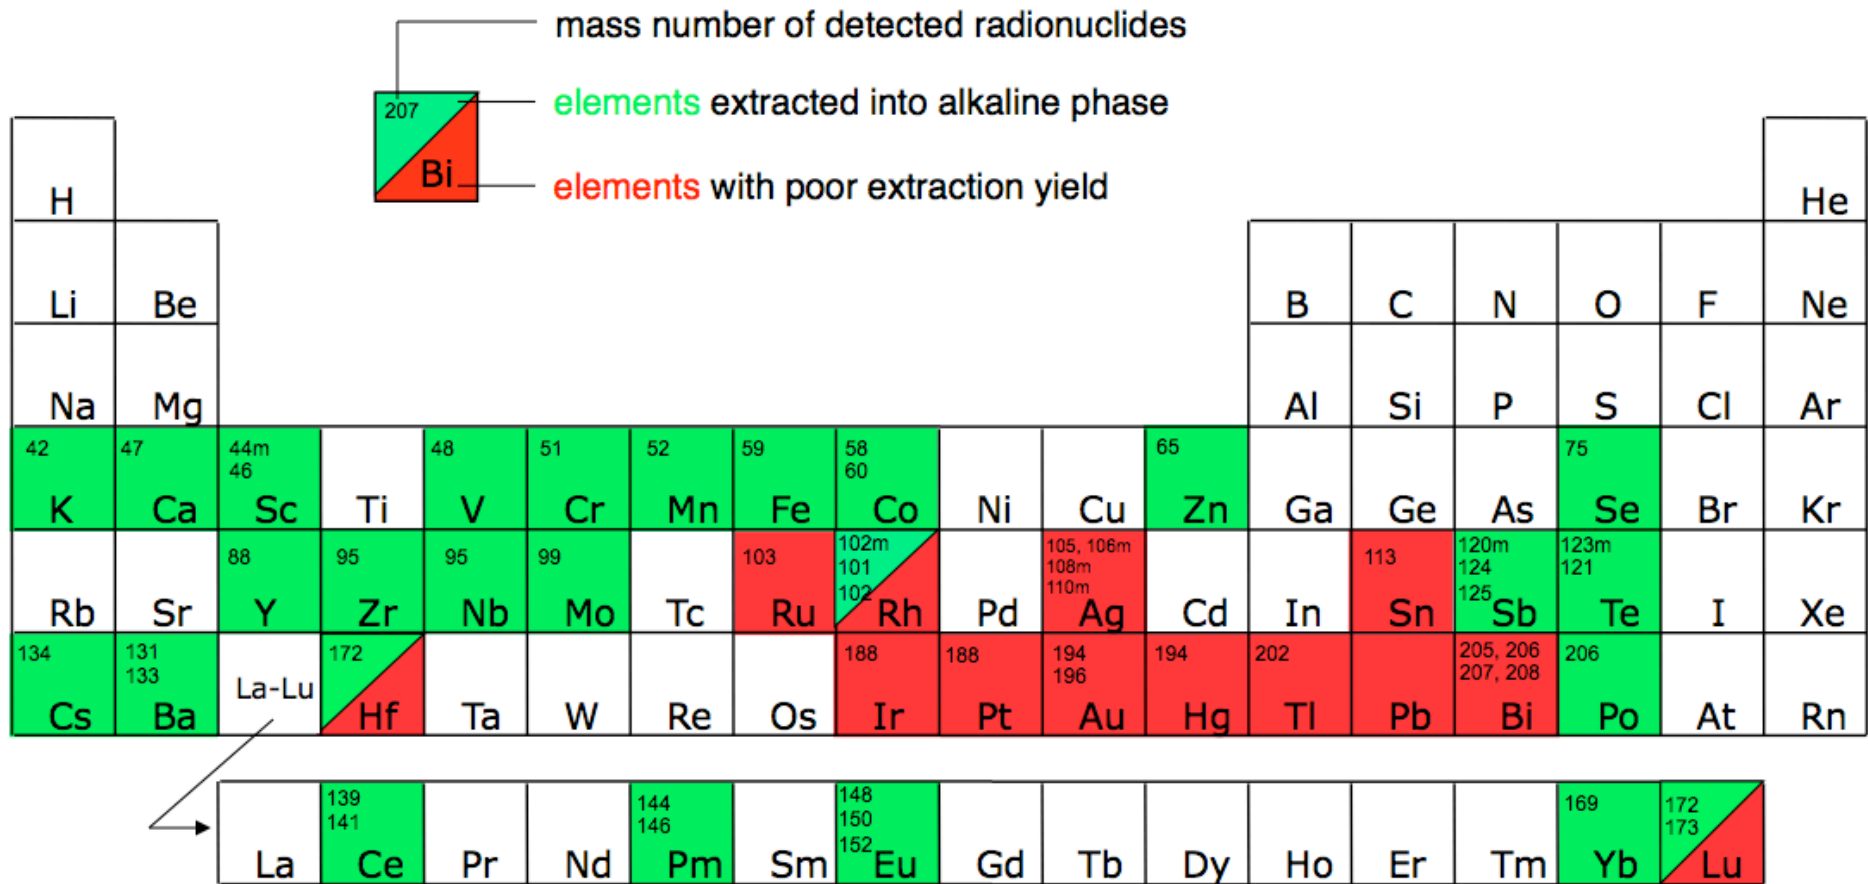 mass number of detected radionuclides
207
elements extracted into alkaline phase
Bi
elements with poor extraction yield
H He
Li Be B C N O F Ne
Na Mg Al Si P S Cl Ar
42 47 44m 48 51 52 59 58 65 75
46 60
K Ca Sc Ti V Cr Mn Fe Co Ni Cu Zn Ga Ge As Se Br Kr
102m 105, 106m 120m 123m
88 95 95 99 103 101 108m 113 124 121
102 110m 125
Rb Sr Y Zr Nb Mo Tc Ru Rh Pd Ag Cd In Sn Sb Te I Xe
134 131 172 188 188 194 194 202 205, 206 206
133 196 207, 208
La-Lu
Cs Ba Hf Ta W Re Os Ir Pt Au Hg Tl Pb Bi Po At Rn
139 144 148 169 172
141 146 150 173
152
La Ce Pr Nd Pm Sm Eu Gd Tb Dy Ho Er Tm Yb Lu